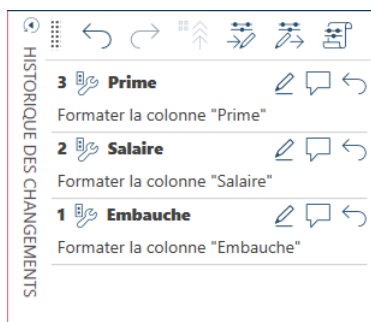 HISTORIQUE DES CHANGEMENTS
3 Prime
Formater la colonne "Prime"
2 Salaire
Formater la colonne "Salaire"
1 Embauche
Formater la colonne "Embauche"